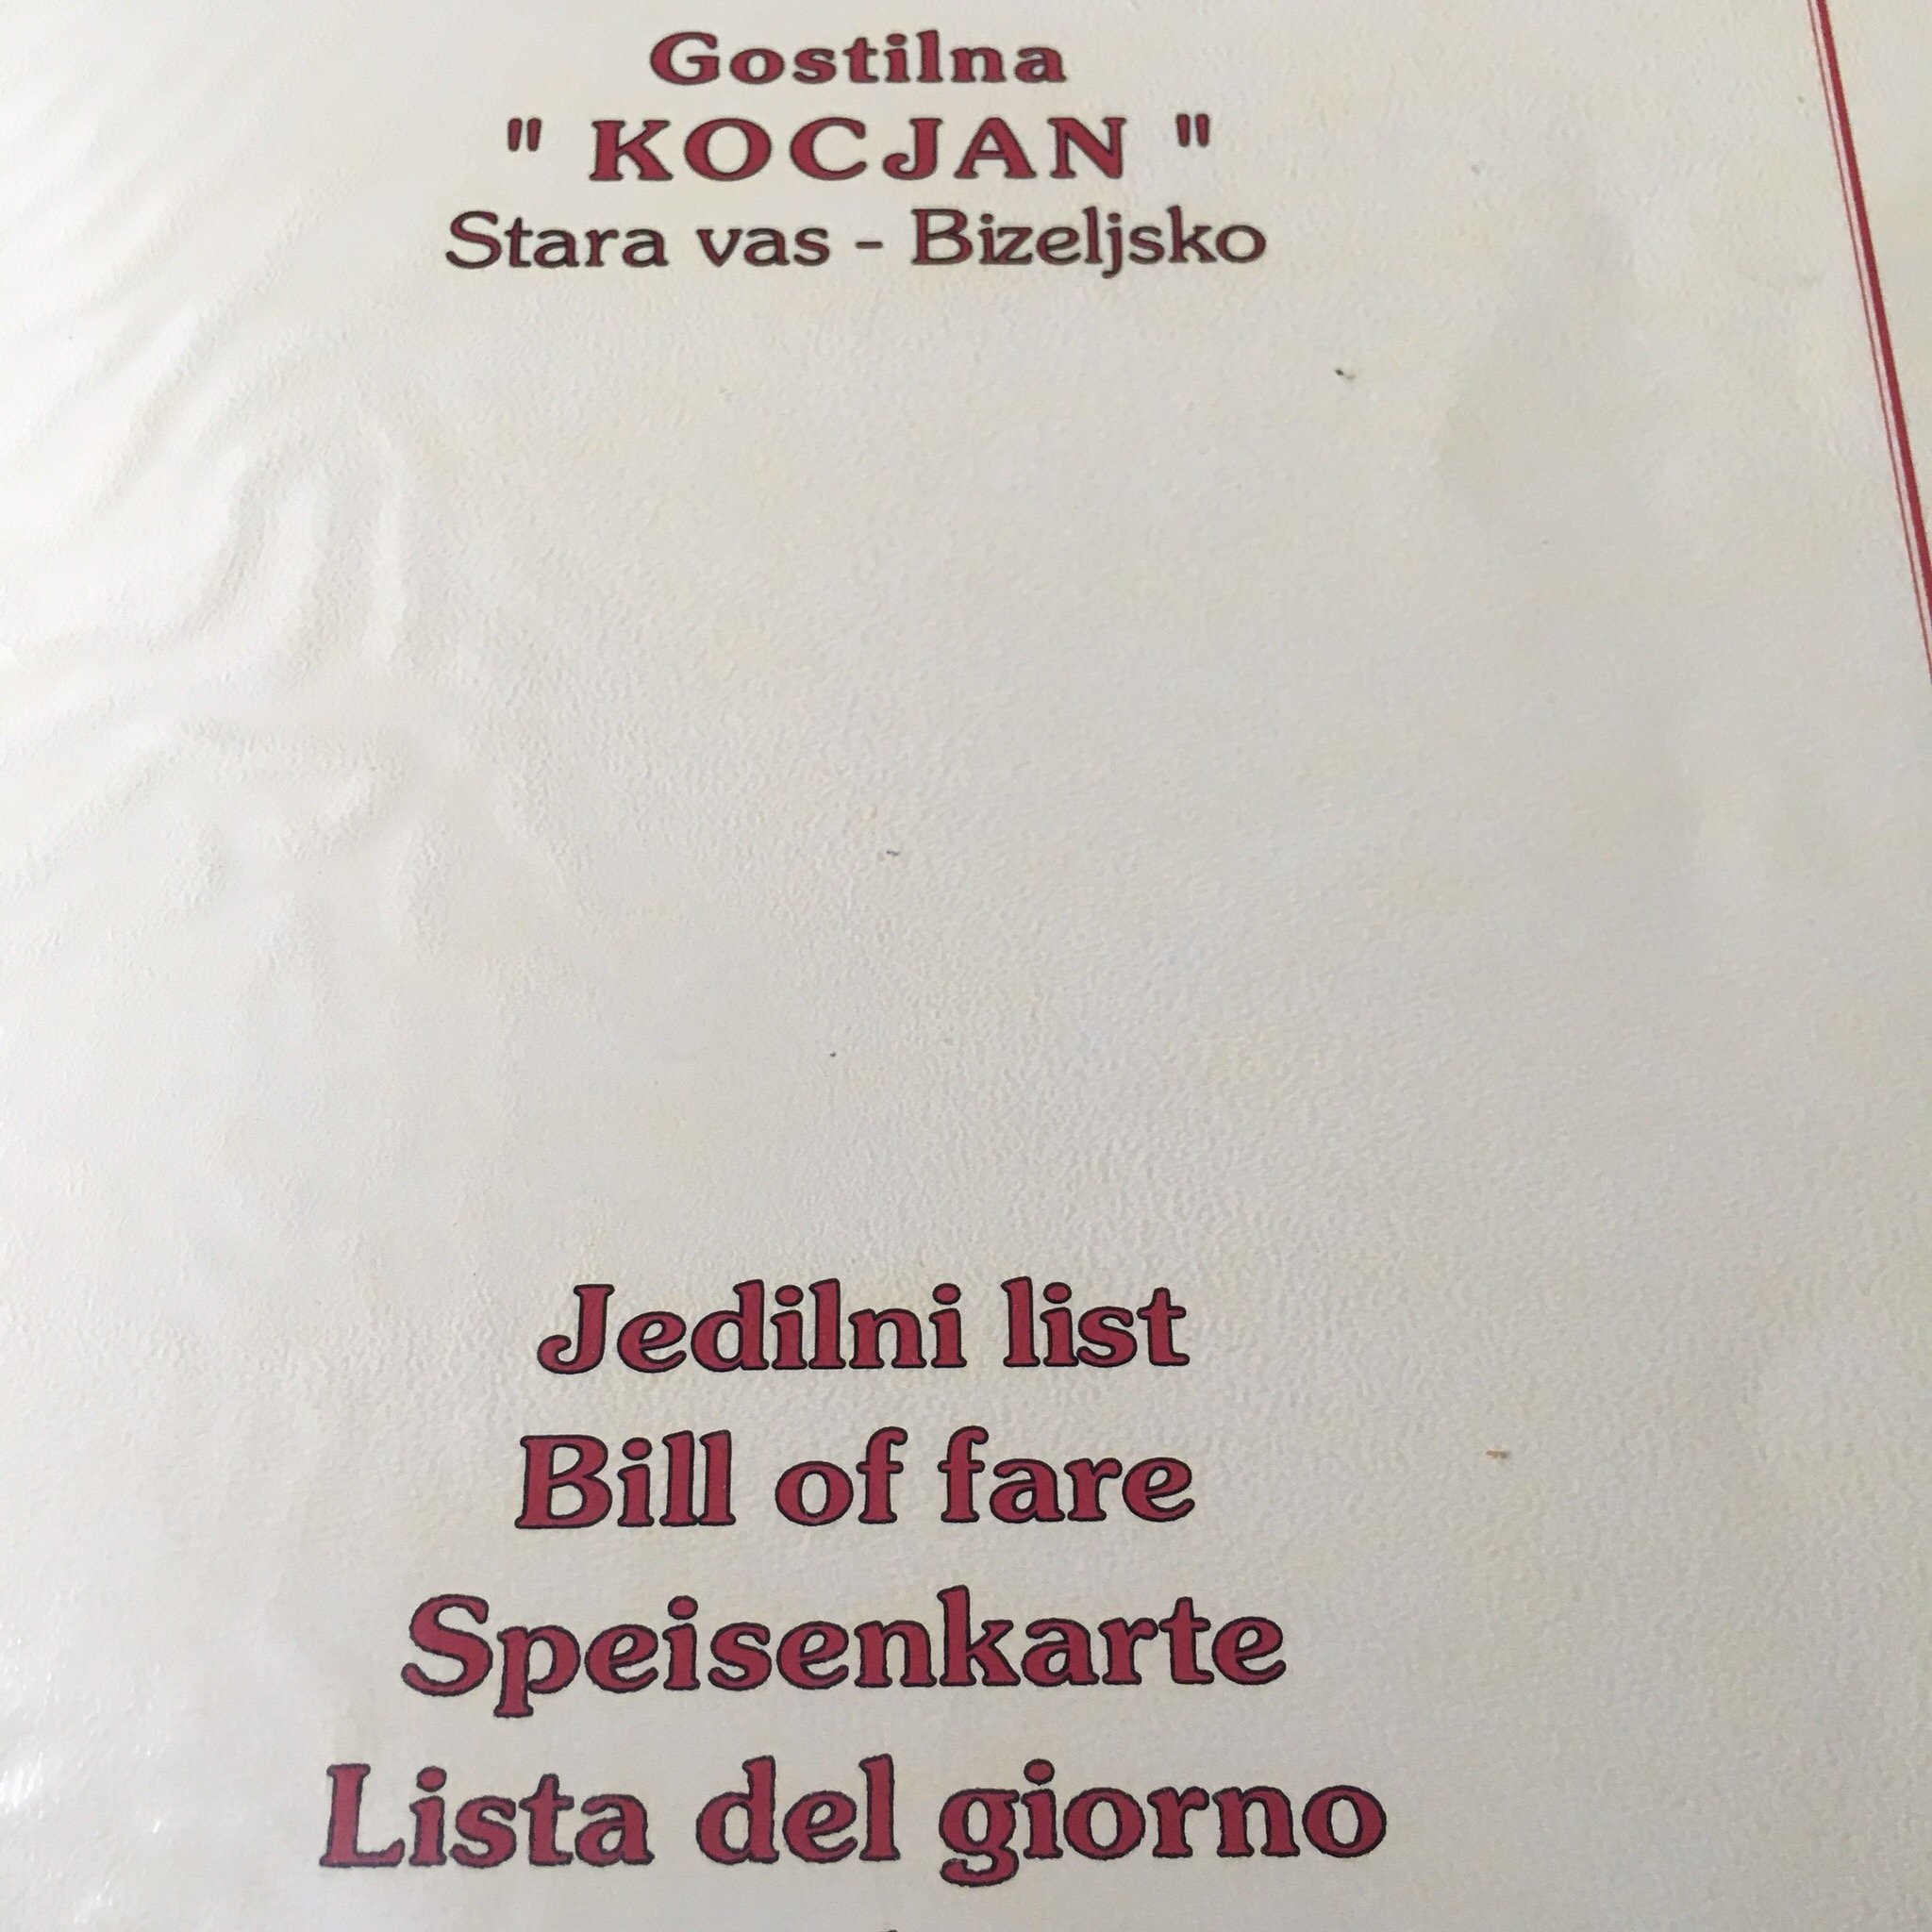 Gostilna
" KOCJAN "
Stara vas - Bizeljsko
Jedilni list
Bill of fare
Speisenkarte
Lista del giorno